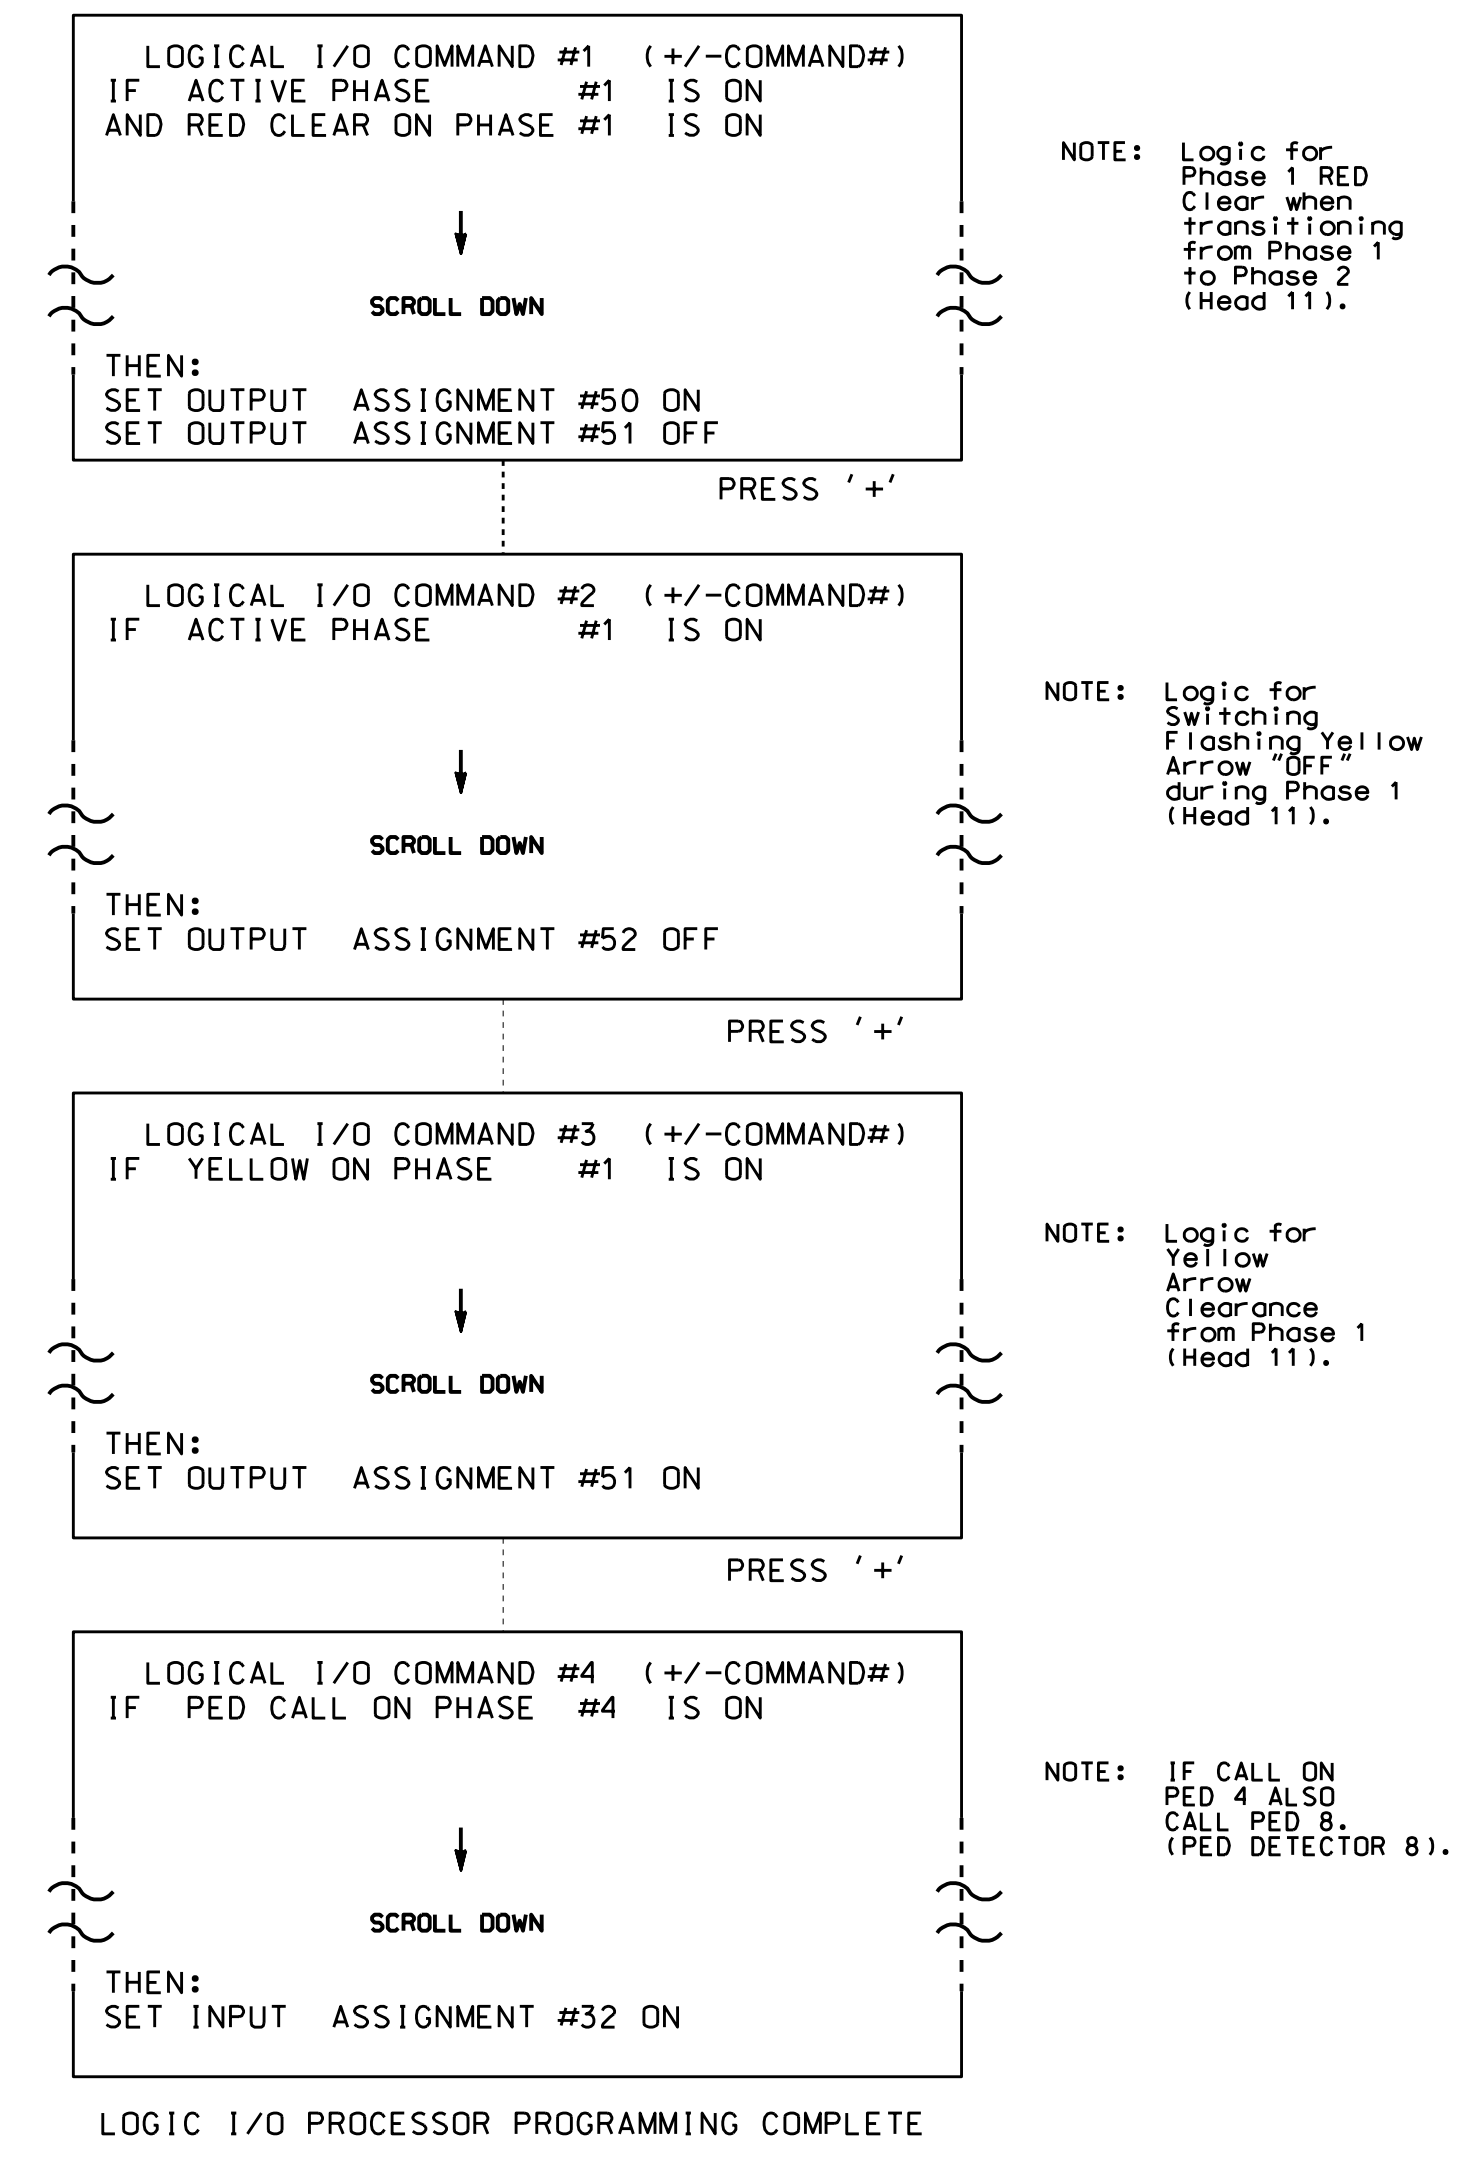 LOGICAL I/O COMMAND #1 (+/-COMMAND#)
IF ACTIVE PHASE #1 IS ON
AND RED CLEAR ON PHASE #1 IS ON
SCROLL DOWN
THEN:
SET OUTPUT ASSIGNMENT #50 ON
SET OUTPUT ASSIGNMENT #51 OFF
NOTE: Logic for
Phase 1 RED
Clear when
transitioning
from Phase 1
to Phase 2
(Head 11).
PRESS '+'
LOGICAL I/O COMMAND #2 (+/-COMMAND#)
IF ACTIVE PHASE #1 IS ON
SCROLL DOWN
THEN:
SET OUTPUT ASSIGNMENT #52 OFF
NOTE: Logic for
Switching
Flashing Yellow
Arrow "OFF"
during Phase 1
(Head 11).
PRESS '+'
LOGICAL I/O COMMAND #3 (+/-COMMAND#)
IF YELLOW ON PHASE #1 IS ON
SCROLL DOWN
THEN:
SET OUTPUT ASSIGNMENT #51 ON
NOTE: Logic for
Yellow
Arrow
Clearance
from Phase 1
(Head 11).
PRESS '+'
LOGICAL I/O COMMAND #4 (+/-COMMAND#)
IF PED CALL ON PHASE #4 IS ON
SCROLL DOWN
THEN:
SET INPUT ASSIGNMENT #32 ON
NOTE: IF CALL ON
PED 4 ALSO
CALL PED 8.
(PED DETECTOR 8).
LOGIC I/O PROCESSOR PROGRAMMING COMPLETE